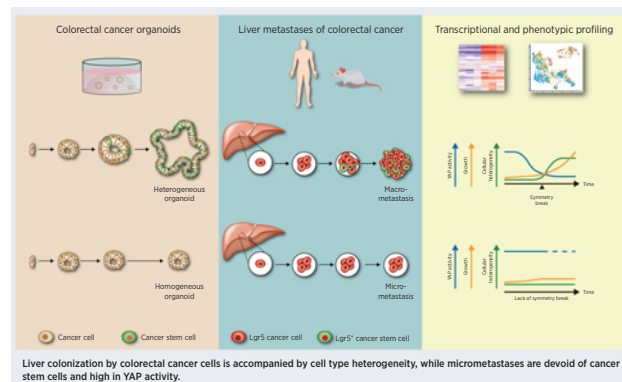 Colorectal cancer organoids
Liver metastases of colorectal cancer
Transcriptional and phenotypic profiling
Heterogeneous
organoid
Macro-
metastasis
YAP activity
Growth
Cellular
heterogeneity
Time
Symmetry
break
Homogeneous
organoid
Micro-
metastasis
YAP activity
Growth
Cellular
heterogeneity
Time
Lack of symmetry break
Cancer cell
Cancer stem cell
Lgr5 cancer cell
Lgr5⁺ cancer stem cell
Liver colonization by colorectal cancer cells is accompanied by cell type heterogeneity, while micrometastases are devoid of cancer
stem cells and high in YAP activity.